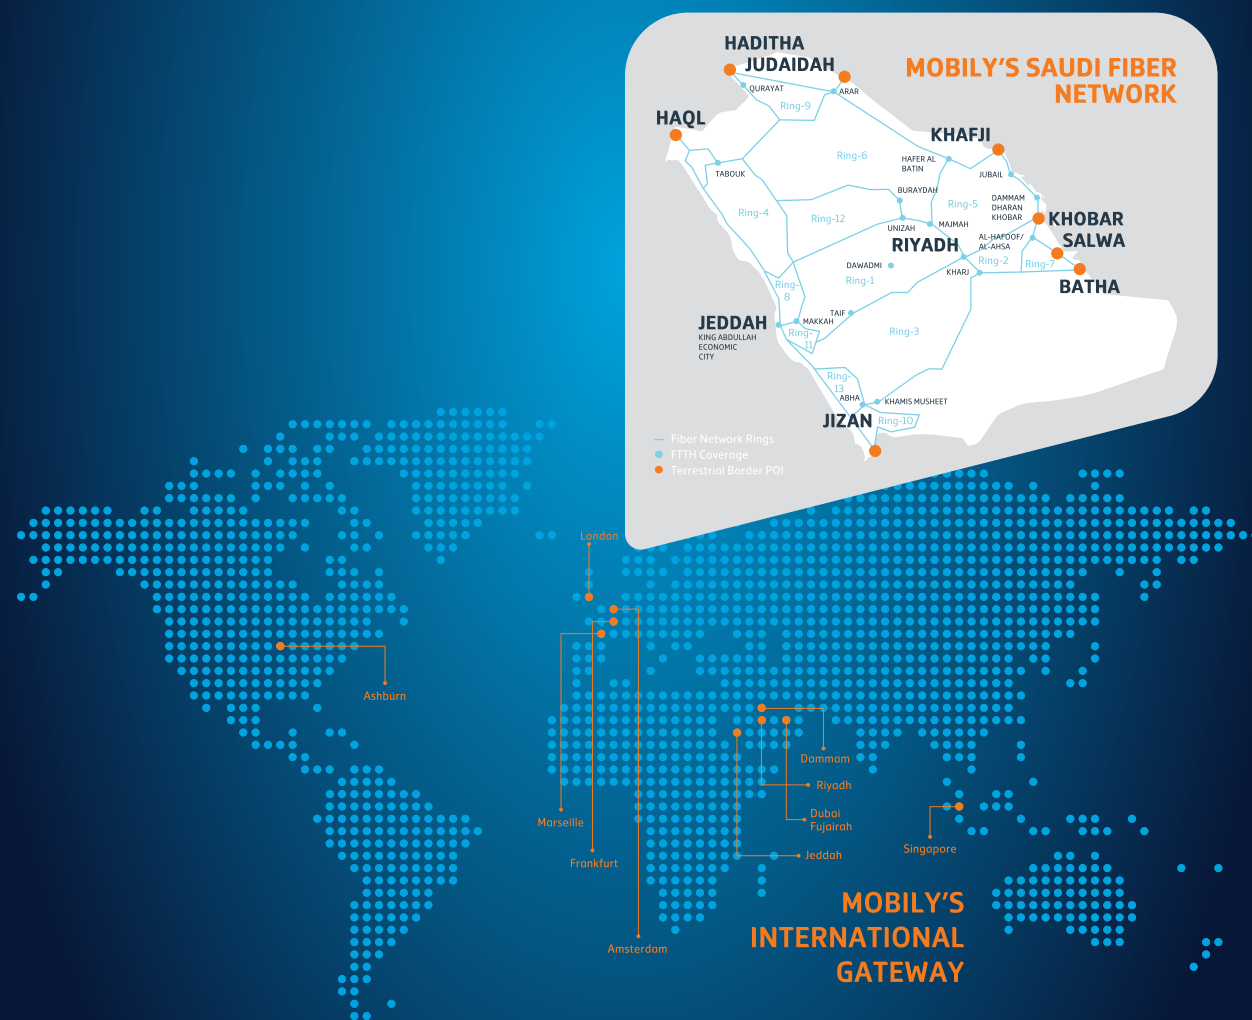 HADITHA
JUDAIDAH
MOBILY'S SAUDI FIBER
NETWORK
QURAYAT
ARAR
Ring-9
HAQL
KHAFJI
Ring-6
HAFER AL
BATIN
TABOUK
JUBAIL
BURAYDAH
DAMMAM
DHARAN
KHOBAR
Ring-5
Ring-4
Ring-12
KHOBAR
UNIZAH
MAJMAH
SALWA
RIYADH
AL-HAFOOF/
AL-AHSA
DAWADMI
Ring-2
Ring-7
KHARJ
Ring-1
BATHA
Ring-
8
TAIF
JEDDAH
MAKKAH
KING ABDULLAH
ECONOMIC
CITY
Ring-
11
Ring-3
Ring-
13
ABHA
KHAMIS MUSHEET
JIZAN
Ring-10
Fiber Network Rings
FTTH Coverage
Terrestrial Border POI
London
Ashburn
Dammam
Riyadh
Dubai
Fujairah
Marseille
Singapore
Jeddah
Frankfurt
Amsterdam
MOBILY'S
INTERNATIONAL
GATEWAY